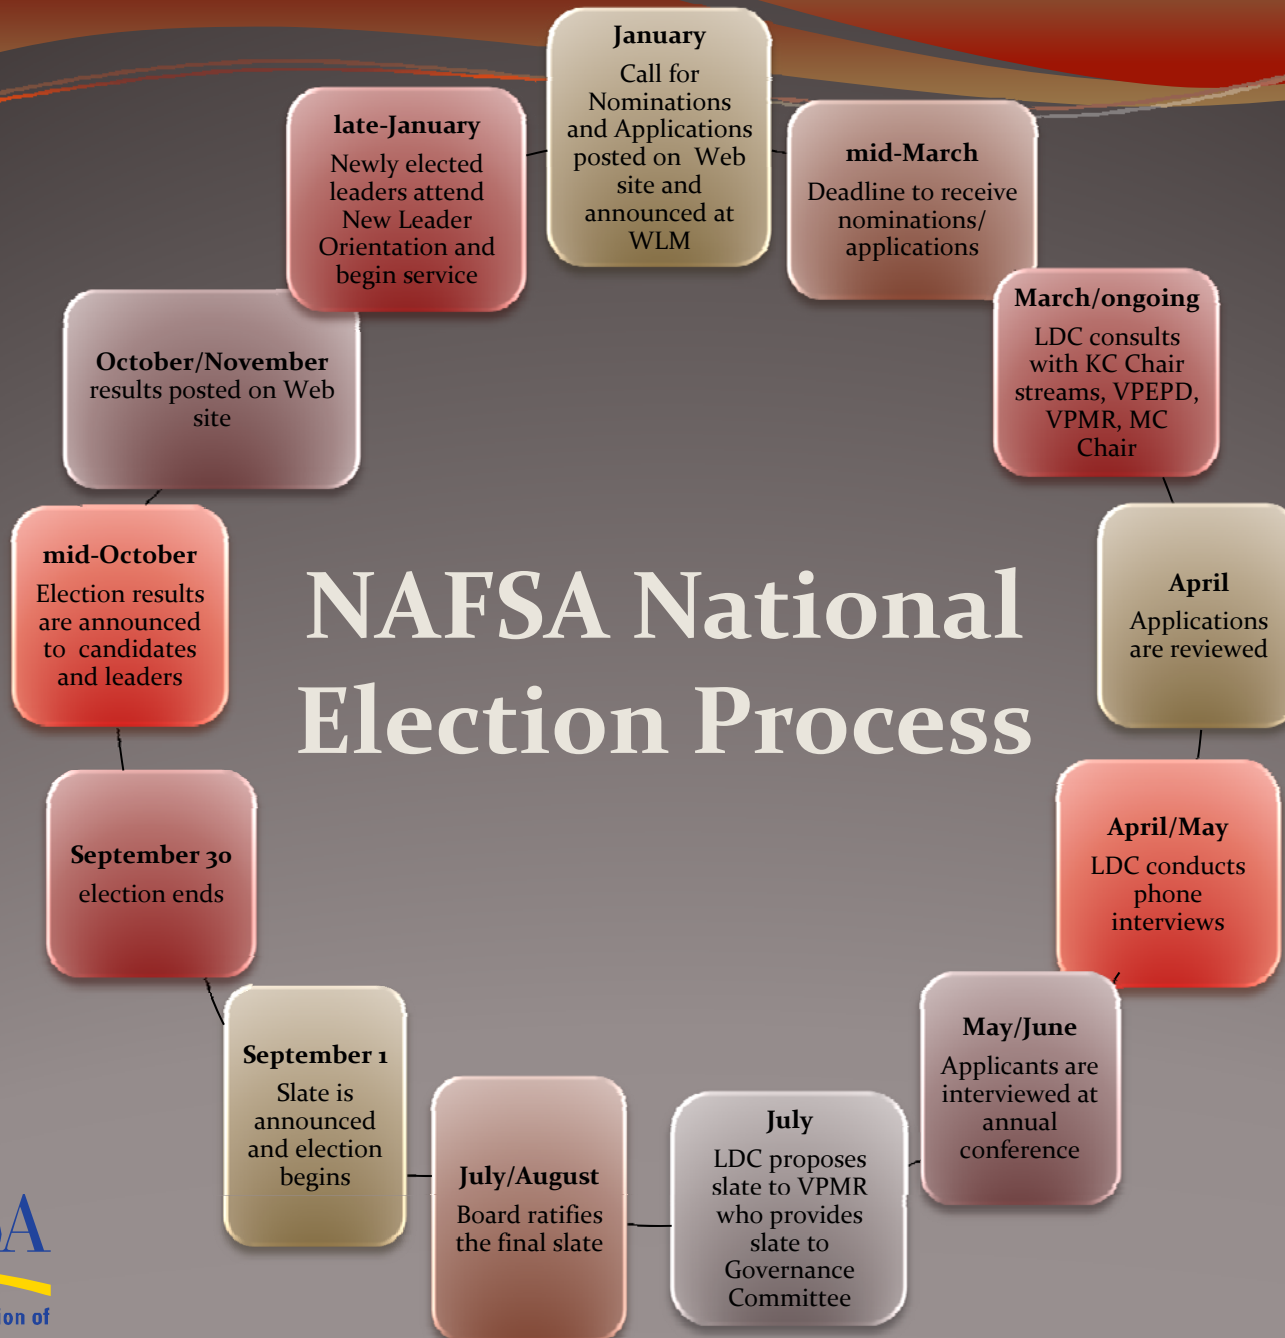 January
Call for
Nominations
and Applications
posted on Web
site and
announced at
WLM
mid-March
Deadline to receive
nominations/
applications
March/ongoing
LDC consults
with KC Chair
streams, VPEPD,
VPMR, MC
Chair
April
Applications
are reviewed
April/May
LDC conducts
phone
interviews
May/June
Applicants are
interviewed at
annual
conference
July
LDC proposes
slate to VPMR
who provides
slate to
Governance
Committee
July/August
Board ratifies
the final slate
September 1
Slate is
announced
and election
begins
September 30
election ends
mid-October
Election results
are announced
to candidates
and leaders
October/November
results posted on Web
site
late-January
Newly elected
leaders attend
New Leader
Orientation and
begin service
NAFSA National
Election Process
A
ion of